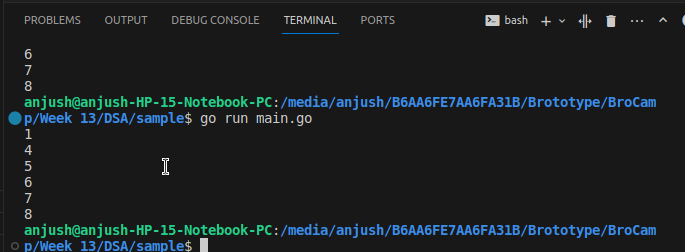 PROBLEMS OUTPUT DEBUG CONSOLE TERMINAL PORTS bash
6
7
8
anjush@anjush-HP-15-Notebook-PC:/media/anjush/B6AA6FE7AA6FA31B/Brototype/BroCam
p/Week 13/DSA/sample$ go run main.go
1
4
5
6
7
8
anjush@anjush-HP-15-Notebook-PC:/media/anjush/B6AA6FE7AA6FA31B/Brototype/BroCam
p/Week 13/DSA/sample$